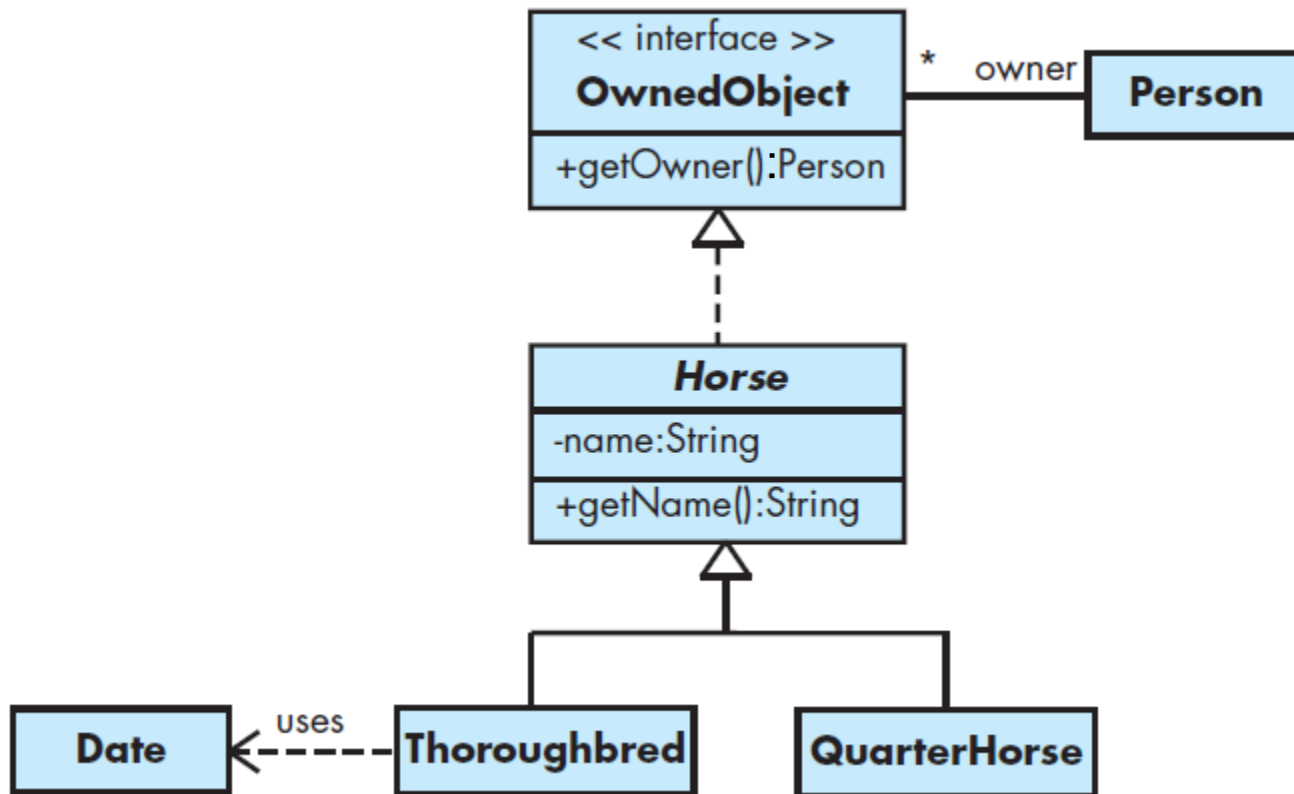 << interface >>
OwnedObject
* owner
Person
+getOwner():Person
Horse
-name:String
+getName():String
Date
uses
Thoroughbred
QuarterHorse